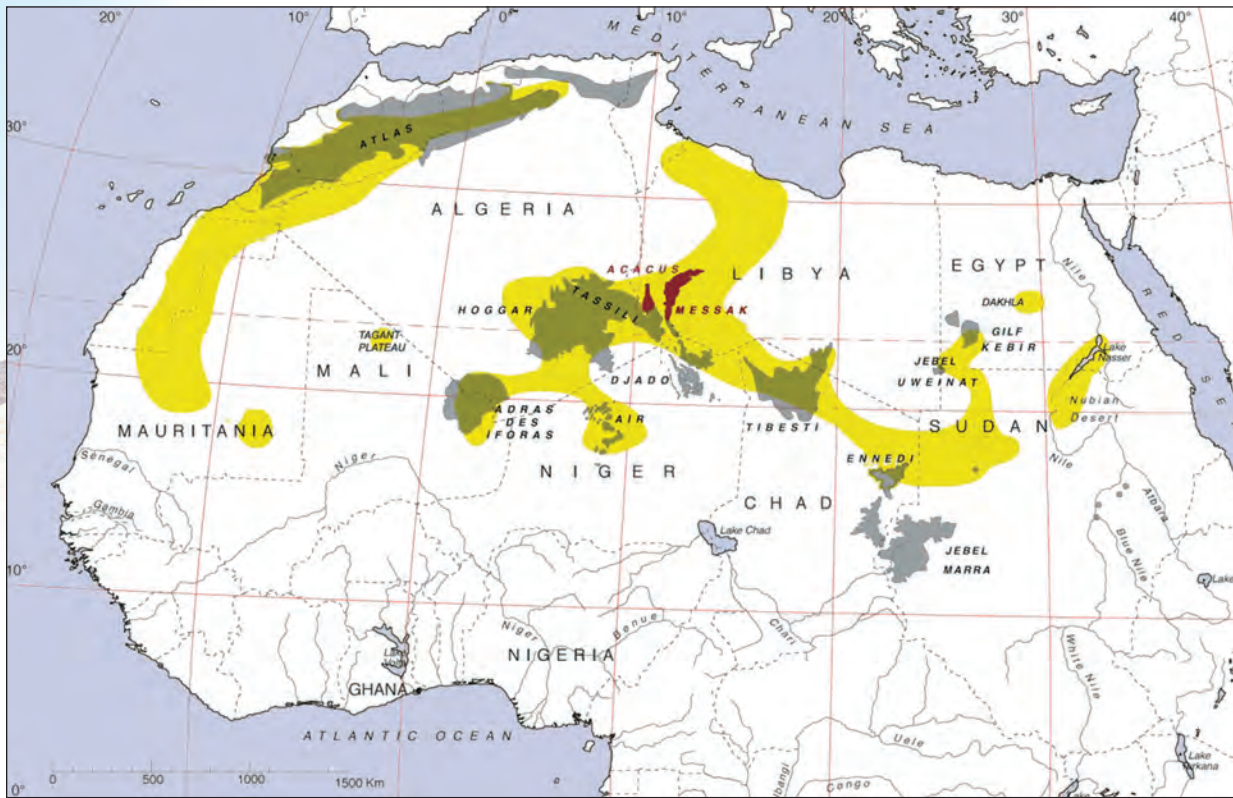 20°
10°
0°
10°
20°
30°
40°
MEDITERRANEAN SEA
30°
ATLAS
ALGERIA
ACACUS
LIBYA
EGYPT
Nile
RED SE
HOGGAR
TASSILI
MESSAK
DAKHLA
GILF
KEBIR
TAGANT-
PLATEAU
Lake
Nasser
20°
MALI
DJADO
JEBEL
UWEINAT
Nubian
Desert
MAURITANIA
ADRAS
DES
IFORAS
AIR
TIBESTI
SUDAN
Nile
Sénégal
Niger
NIGER
ENNEDI
CHAD
Atbara
Gambia
Lake Chad
JEBEL
MARRA
Blue Nile
10°
Lake
Niger
Benue
Chari
NIGERIA
White Nile
GHANA
ATLANTIC OCEAN
Uele
0
500
1000
1500 Km
Ubangi
Congo
Lake
0°